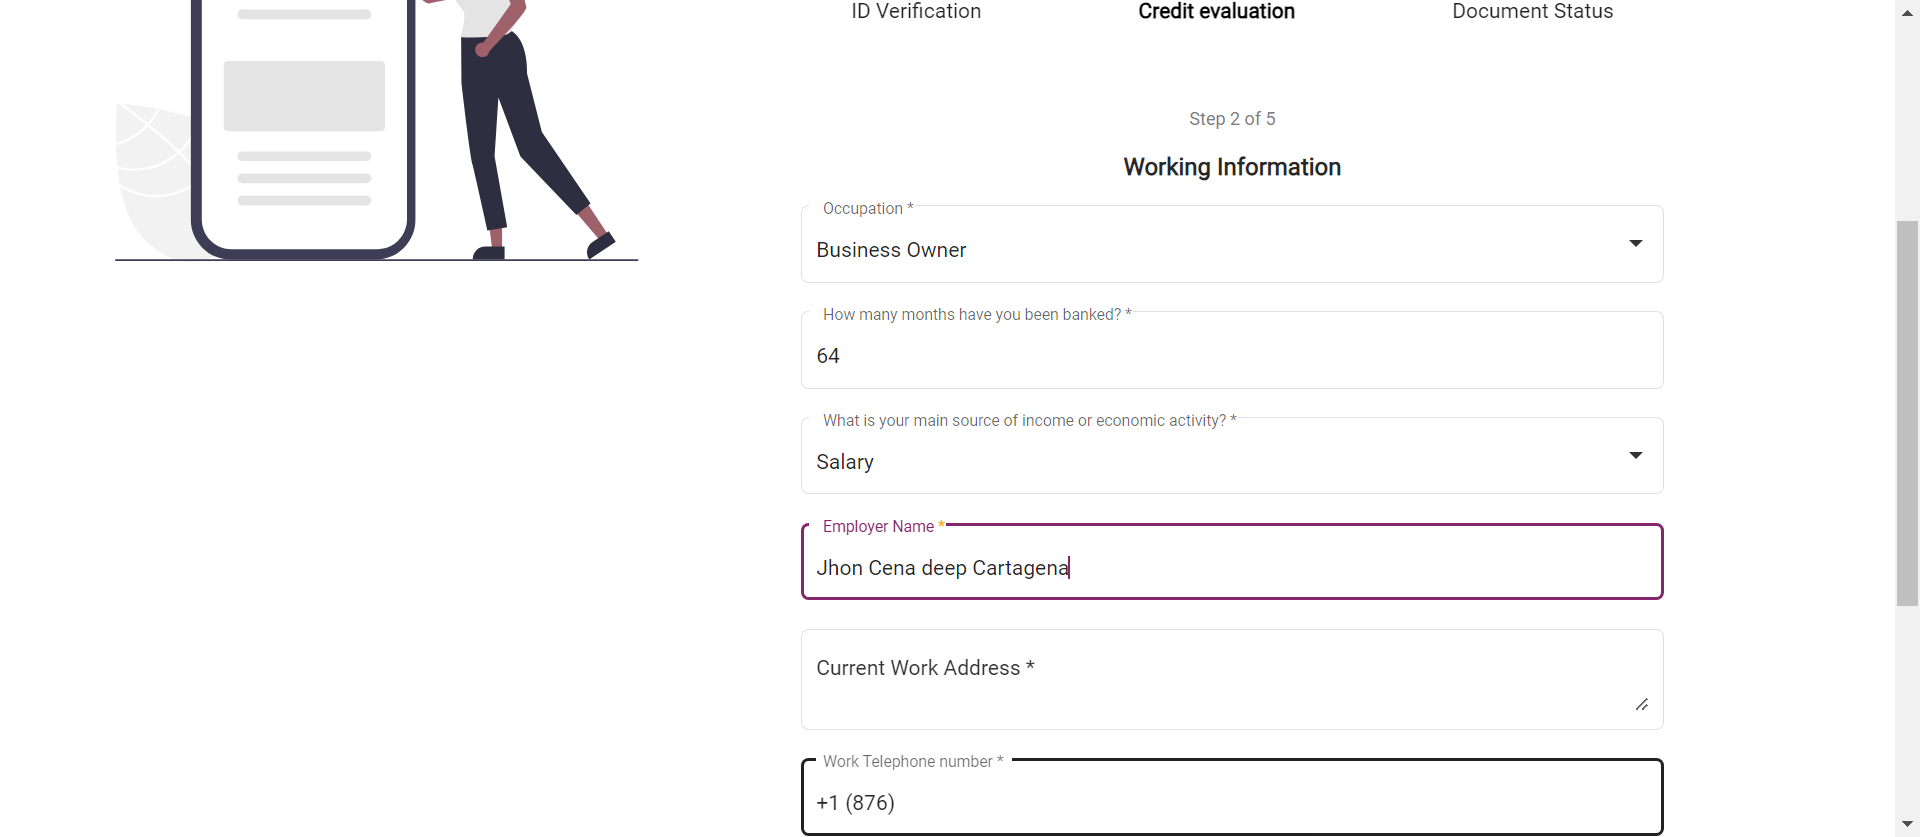 ID Verification
Credit evaluation
Document Status
Step 2 of 5
Working Information
Occupation *
Business Owner
How many months have you been banked? *
64
What is your main source of income or economic activity? *
Salary
Employer Name *
Jhon Cena deep Cartagena
Current Work Address *
Work Telephone number *
+1 (876)